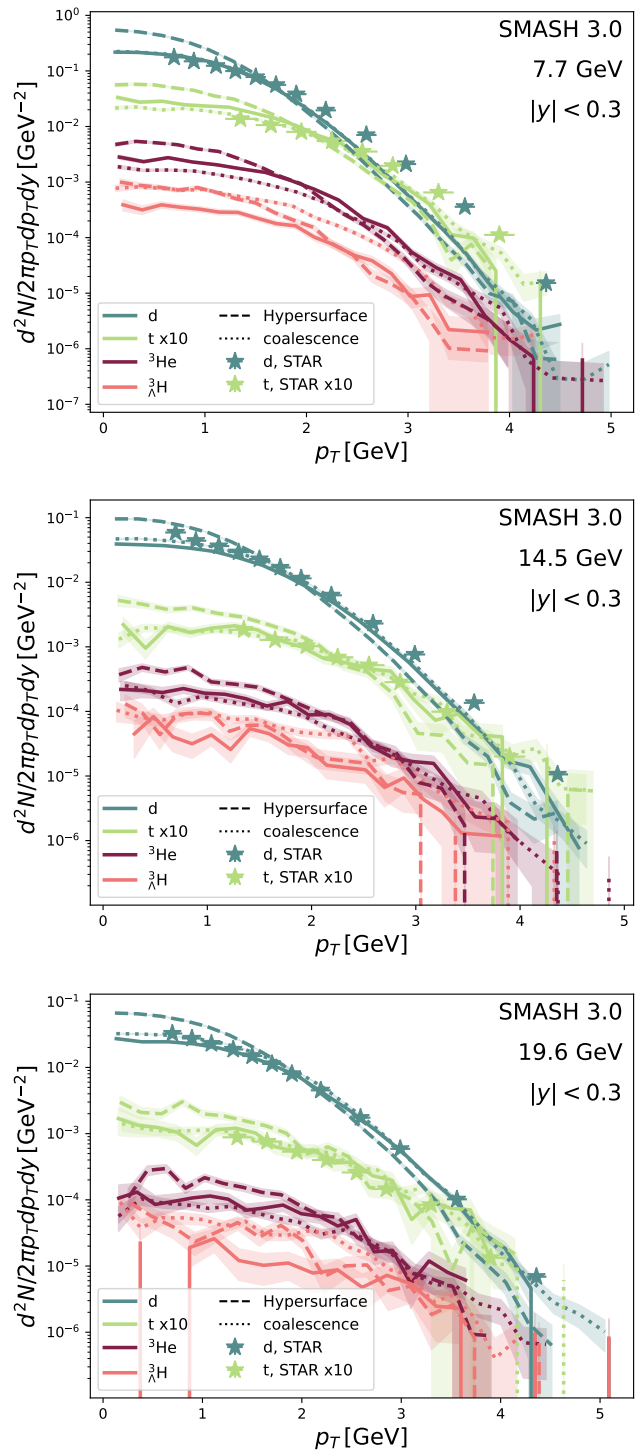 SMASH 3.0
7.7 GeV
|y| < 0.3
d²N/2πp_T dp_T dy [GeV⁻²]
10⁰
10⁻¹
10⁻²
10⁻³
10⁻⁴
10⁻⁵
10⁻⁶
10⁻⁷
d
t x10
³He
³_ΛH
Hypersurface
coalescence
d, STAR
t, STAR x10
0 1 2 3 4 5
p_T [GeV]
SMASH 3.0
14.5 GeV
|y| < 0.3
d²N/2πp_T dp_T dy [GeV⁻²]
10⁻¹
10⁻²
10⁻³
10⁻⁴
10⁻⁵
10⁻⁶
d
t x10
³He
³_ΛH
Hypersurface
coalescence
d, STAR
t, STAR x10
0 1 2 3 4 5
p_T [GeV]
SMASH 3.0
19.6 GeV
|y| < 0.3
d²N/2πp_T dp_T dy [GeV⁻²]
10⁻¹
10⁻²
10⁻³
10⁻⁴
10⁻⁵
10⁻⁶
d
t x10
³He
³_ΛH
Hypersurface
coalescence
d, STAR
t, STAR x10
0 1 2 3 4 5
p_T [GeV]